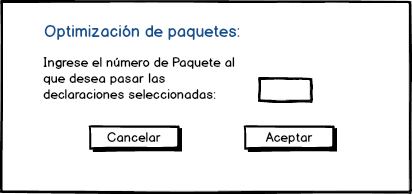 Optimización de paquetes:
Ingrese el número de Paquete al
que desea pasar las
declaraciones seleccionadas:
Cancelar
Aceptar